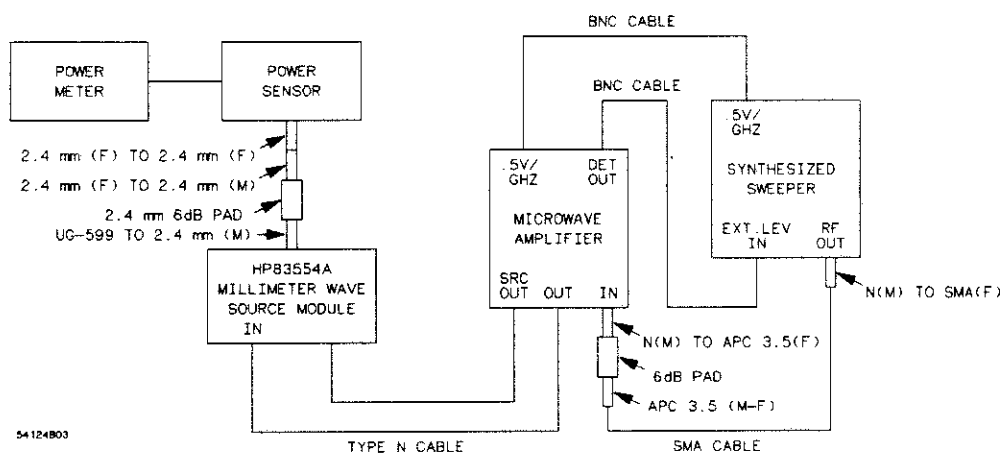 BNC CABLE
BNC CABLE
POWER
METER
POWER
SENSOR
2.4 mm (F) TO 2.4 mm (F)
2.4 mm (F) TO 2.4 mm (M)
2.4 mm 6dB PAD
UG-599 TO 2.4 mm (M)
HP83554A
MILLIMETER WAVE
SOURCE MODULE
IN
.5V/
GHZ
DET
OUT
MICROWAVE
AMPLIFIER
SRC
OUT
OUT
IN
.5V/
GHZ
SYNTHESIZED
SWEEPER
EXT.LEV
IN
RF
OUT
N(M) TO SMA(F)
N(M) TO APC 3.5(F)
6dB PAD
APC 3.5 (M-F)
54124B03
TYPE N CABLE
SMA CABLE